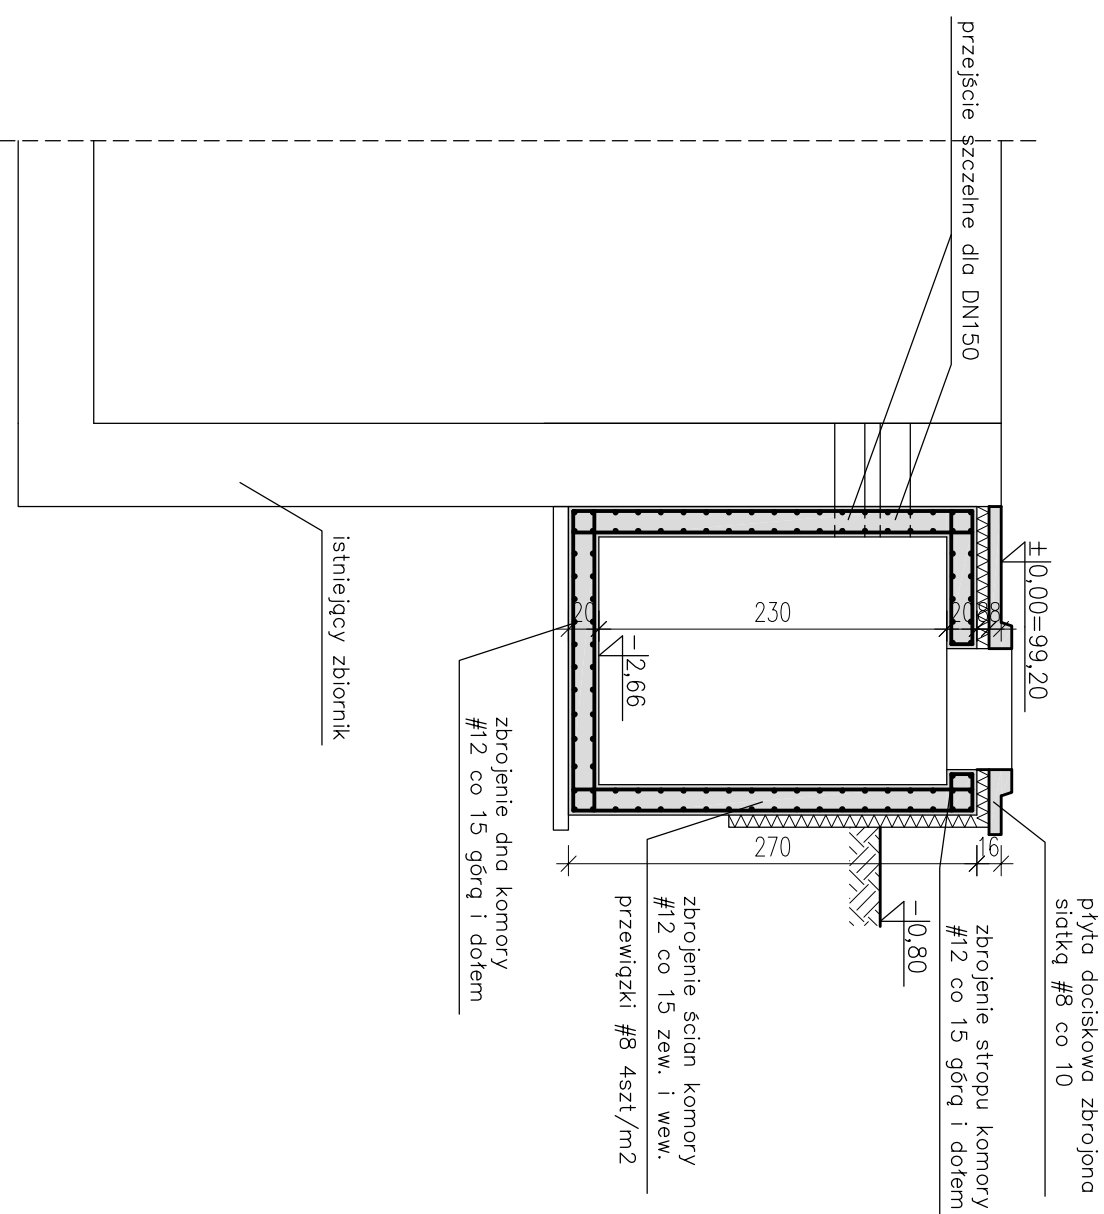 przejście szczelne dla DN150
±0,00=99,20
płyta dociskowa zbrojona
siatką #8 co 10
zbrojenie stropu komory
#12 co 15 górą i dołem
-0,80
20
230
20
8
8
270
16
-2,66
zbrojenie ścian komory
#12 co 15 zew. i wew.
przewiązki #8 4szt/m2
zbrojenie dna komory
#12 co 15 górą i dołem
istniejący zbiornik